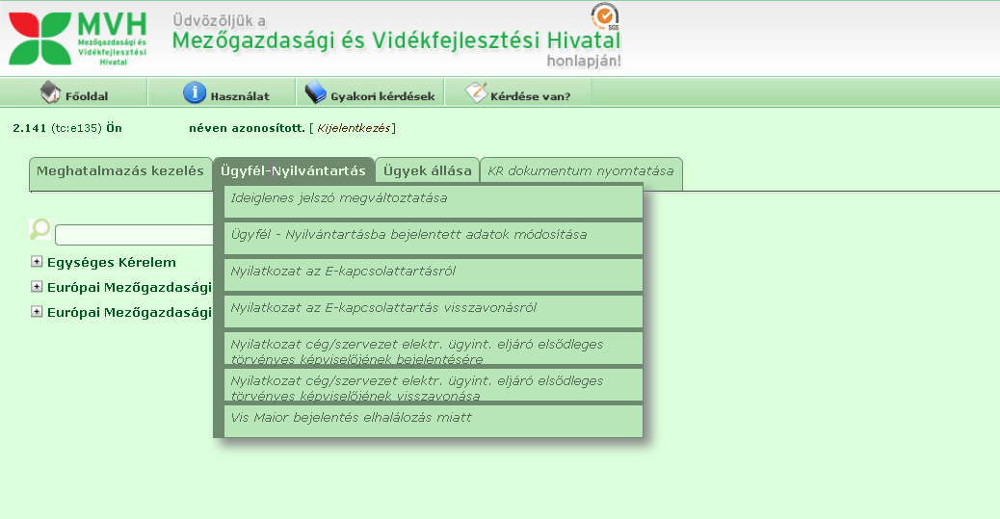 MVH
Mezőgazdasági és
Vidékfejlesztési
Hivatal
Üdvözöljük a
Mezőgazdasági és Vidékfejlesztési Hivatal
honlapján!
SGS
Főoldal
Használat
Gyakori kérdések
Kérdése van?
2.141 (tc:e135) Ön néven azonosított. [ Kijelentkezés]
Meghatalmazás kezelés
Ügyfél-Nyilvántartás
Ügyek állása
KR dokumentum nyomtatása
Ideiglenes jelszó megváltoztatása
Ügyfél - Nyilvántartásba bejelentett adatok módosítása
Nyilatkozat az E-kapcsolattartásról
Nyilatkozat az E-kapcsolattartás visszavonásról
Nyilatkozat cég/szervezet elektr. ügyint. eljáró elsődleges
törvényes képviselőjének bejelentésére
Nyilatkozat cég/szervezet elektr. ügyint. eljáró elsődleges
törvényes képviselőjének visszavonása
Vis Maior bejelentés elhalálozás miatt
Egységes Kérelem
Európai Mezőgazdasági
Európai Mezőgazdasági